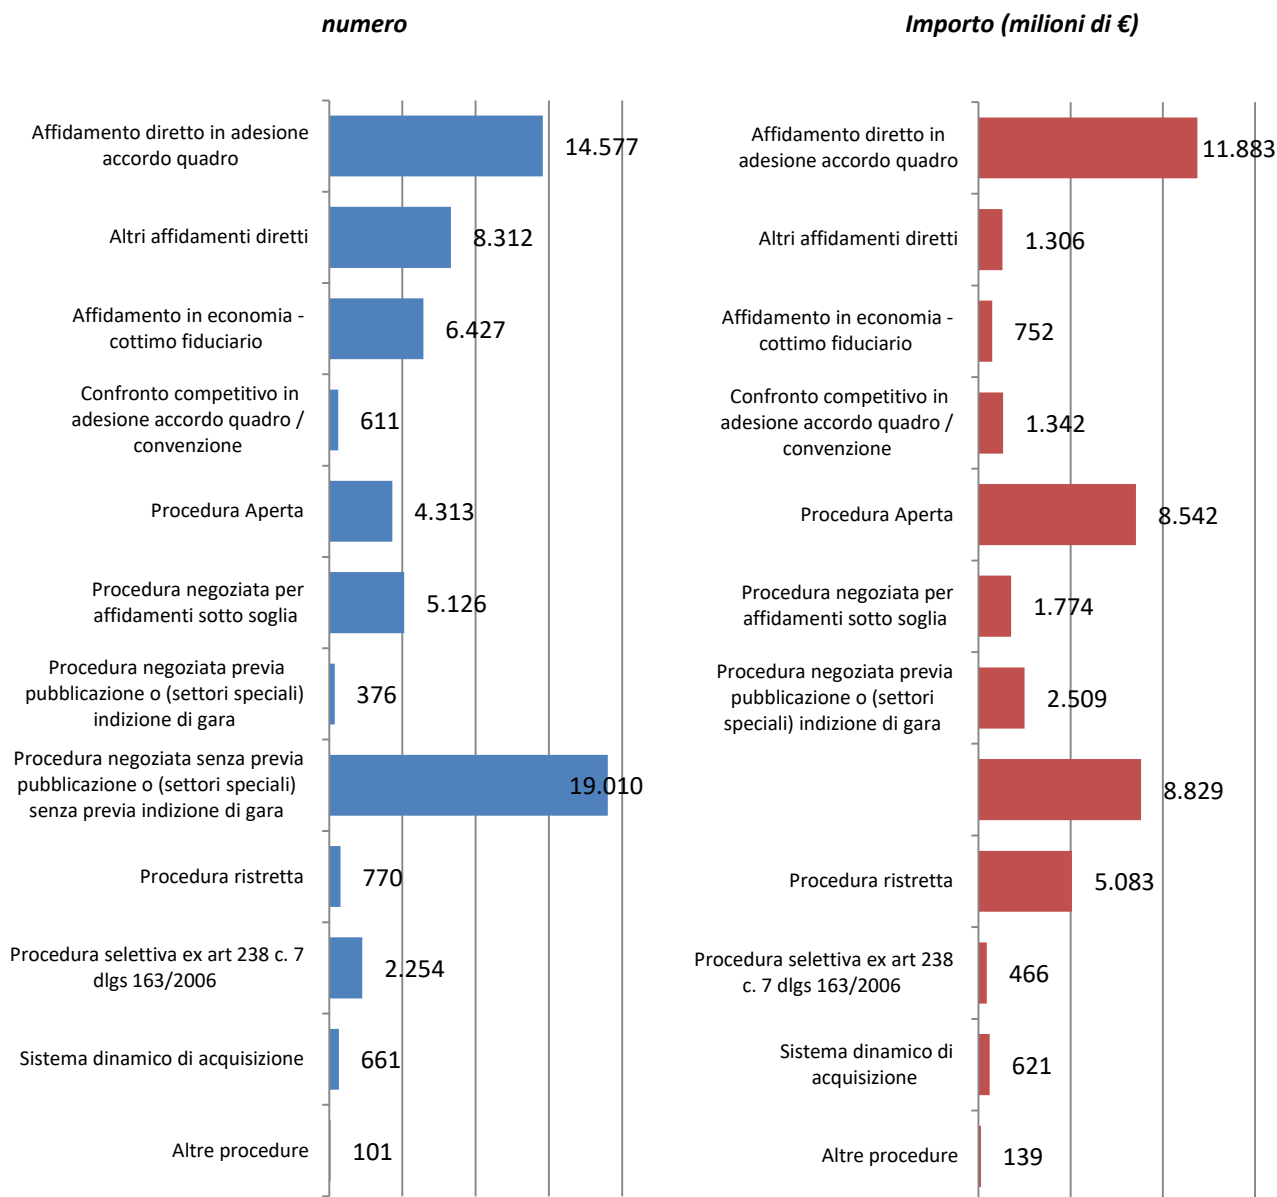 numero
Affidamento diretto in adesione
accordo quadro
14.577
Altri affidamenti diretti
8.312
Affidamento in economia -
cottimo fiduciario
6.427
Confronto competitivo in
adesione accordo quadro /
convenzione
611
Procedura Aperta
4.313
Procedura negoziata per
affidamenti sotto soglia
5.126
Procedura negoziata previa
pubblicazione o (settori speciali)
indizione di gara
376
Procedura negoziata senza previa
pubblicazione o (settori speciali)
senza previa indizione di gara
19.010
Procedura ristretta
770
Procedura selettiva ex art 238 c. 7
dlgs 163/2006
2.254
Sistema dinamico di acquisizione
661
Altre procedure
101
Importo (milioni di €)
Affidamento diretto in
adesione accordo quadro
11.883
Altri affidamenti diretti
1.306
Affidamento in economia -
cottimo fiduciario
752
Confronto competitivo in
adesione accordo quadro /
convenzione
1.342
Procedura Aperta
8.542
Procedura negoziata per
affidamenti sotto soglia
1.774
Procedura negoziata previa
pubblicazione o (settori
speciali) indizione di gara
2.509
8.829
Procedura ristretta
5.083
Procedura selettiva ex art 238
c. 7 dlgs 163/2006
466
Sistema dinamico di
acquisizione
621
Altre procedure
139